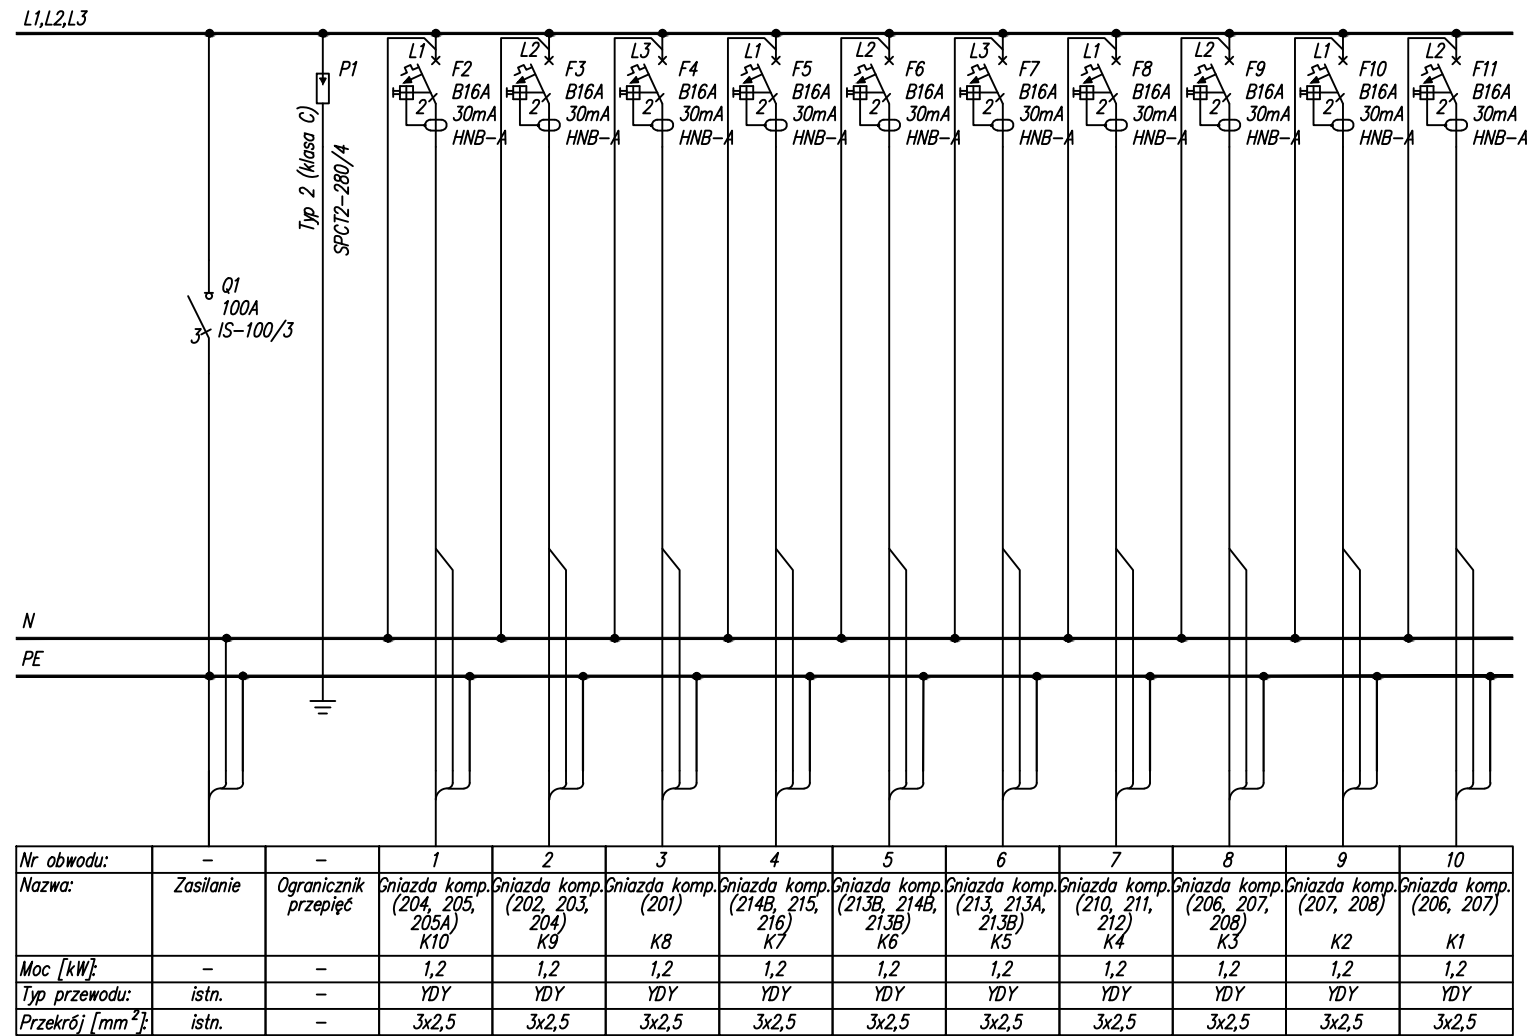 L1,L2,L3
P1
Typ 2 (klasa C)
SPCT2-280/4
Q1
100A
IS-100/3
3
L1
F2
B16A
30mA
HNB-A
2
L2
F3
B16A
30mA
HNB-A
2
L3
F4
B16A
30mA
HNB-A
2
L1
F5
B16A
30mA
HNB-A
2
L2
F6
B16A
30mA
HNB-A
2
L3
F7
B16A
30mA
HNB-A
2
L1
F8
B16A
30mA
HNB-A
2
L2
F9
B16A
30mA
HNB-A
2
L1
F10
B16A
30mA
HNB-A
2
L2
F11
B16A
30mA
HNB-A
2
N
PE
Nr obwodu: – – 1 2 3 4 5 6 7 8 9 10
Nazwa: Zasilanie Ogranicznik Gniazda komp. Gniazda komp. Gniazda komp. Gniazda komp. Gniazda komp. Gniazda komp. Gniazda komp. Gniazda komp. Gniazda komp. Gniazda komp.
przepięć (204, 205, (202, 203, (201) (214B, 215, (213B, 214B, (213, 213A, (210, 211, (206, 207, (207, 208) (206, 207)
205A) 204) 216) 213B) 213B) 212) 208)
K10 K9 K8 K7 K6 K5 K4 K3 K2 K1
Moc [kW]: – – 1,2 1,2 1,2 1,2 1,2 1,2 1,2 1,2 1,2 1,2
Typ przewodu: istn. – YDY YDY YDY YDY YDY YDY YDY YDY YDY YDY
Przekrój [mm²]: istn. – 3x2,5 3x2,5 3x2,5 3x2,5 3x2,5 3x2,5 3x2,5 3x2,5 3x2,5 3x2,5